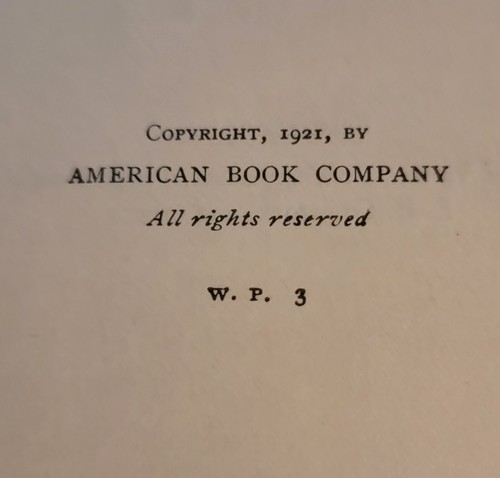 COPYRIGHT, 1921, BY
AMERICAN BOOK COMPANY
All rights reserved
W. P. 3